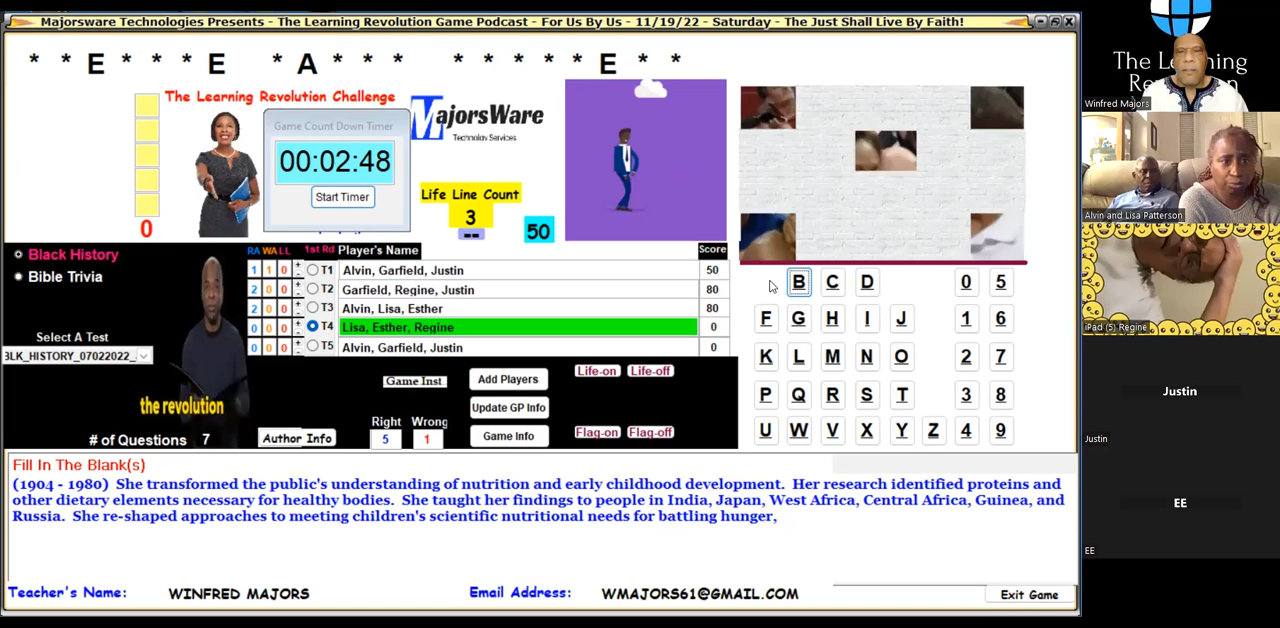 Majorsware Technologies Presents - The Learning Revolution Game Podcast - For Us By Us - 11/19/22 - Saturday - The Just Shall Live By Faith!
* * E * * * E * A * * * * * * * * E * *
The Learning Revolution Challenge
Game Count Down Timer
00:02:48
Start Timer
0
MajorsWare
Technology Services
Life Line Count
3
--
50
Black History
Bible Trivia
Select A Test
3LK_HISTORY_07022022_
the revolution
# of Questions 7
Author Info
RA WA LL 1st Rd Player's Name Score
1 1 0 + - T1 Alvin, Garfield, Justin 50
2 0 0 + - T2 Garfield, Regine, Justin 80
2 0 0 + - T3 Alvin, Lisa, Esther 80
0 0 0 + - T4 Lisa, Esther, Regine 0
0 0 0 + - T5 Alvin, Garfield, Justin 0
Game Inst
Right Wrong
5 1
Add Players
Update GP Info
Game Info
Life-on Life-off
Flag-on Flag-off
B C D 0 5
F G H I J 1 6
K L M N O 2 7
P Q R S T 3 8
U W V X Y Z 4 9
Fill In The Blank(s)
(1904 - 1980) She transformed the public's understanding of nutrition and early childhood development. Her research identified proteins and
other dietary elements necessary for healthy bodies. She taught her findings to people in India, Japan, West Africa, Central Africa, Guinea, and
Russia. She re-shaped approaches to meeting children's scientific nutritional needs for battling hunger,
Teacher's Name: WINFRED MAJORS Email Address: WMAJORS61@GMAIL.COM
Exit Game
The Learning
Winfred Majors
Alvin and Lisa Patterson
iPad (5) Regine
Justin
Justin
EE
EE